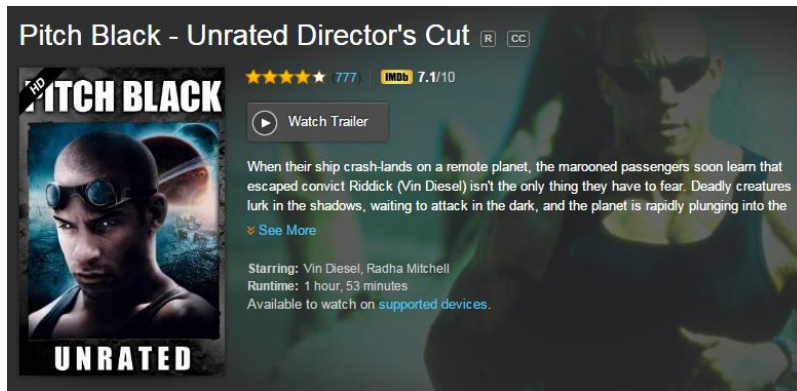 Pitch Black - Unrated Director's Cut R CC
HD
PITCH BLACK
UNRATED
(777) IMDb 7.1/10
Watch Trailer
When their ship crash-lands on a remote planet, the marooned passengers soon learn that
escaped convict Riddick (Vin Diesel) isn't the only thing they have to fear. Deadly creatures
lurk in the shadows, waiting to attack in the dark, and the planet is rapidly plunging into the
See More
Starring: Vin Diesel, Radha Mitchell
Runtime: 1 hour, 53 minutes
Available to watch on supported devices.